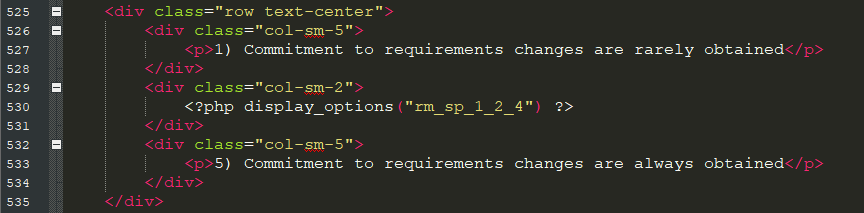 525 <div class="row text-center">
526 <div class="col-sm-5">
527 <p>1) Commitment to requirements changes are rarely obtained</p>
528 </div>
529 <div class="col-sm-2">
530 <?php display_options("rm_sp_1_2_4") ?>
531 </div>
532 <div class="col-sm-5">
533 <p>5) Commitment to requirements changes are always obtained</p>
534 </div>
535 </div>